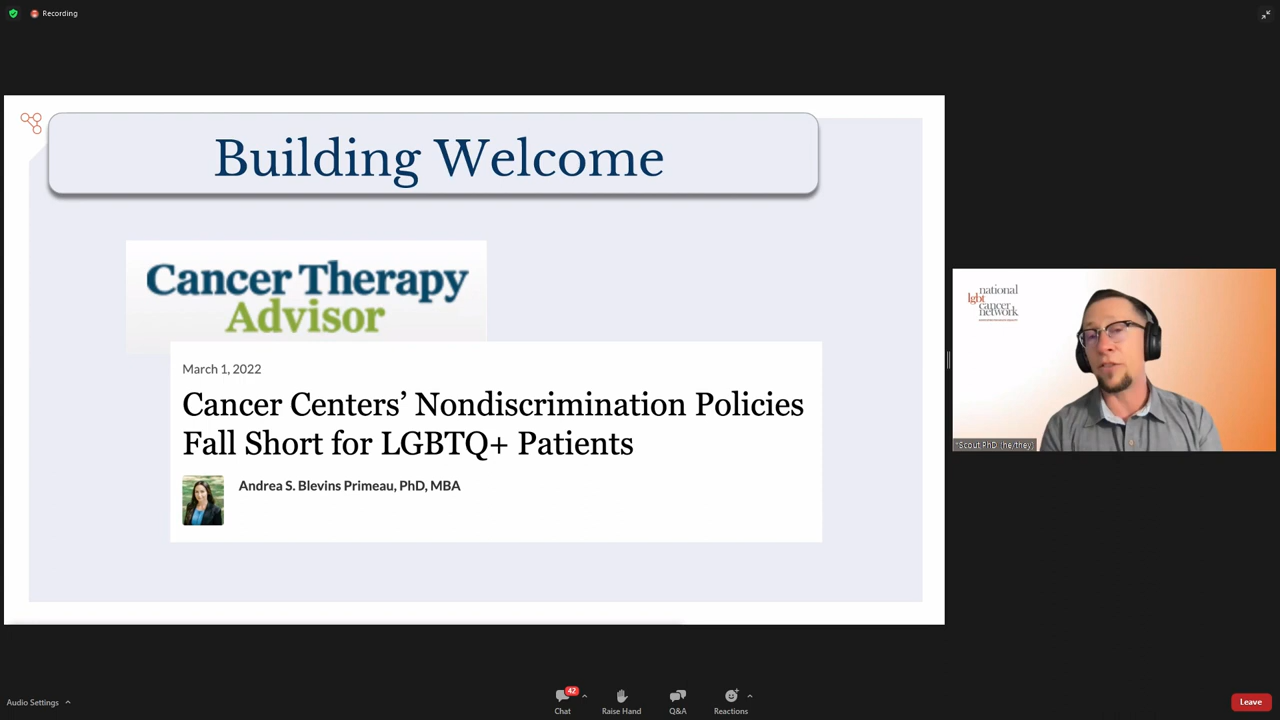 Recording
Building Welcome
Cancer Therapy
Advisor
March 1, 2022
Cancer Centers’ Nondiscrimination Policies
Fall Short for LGBTQ+ Patients
Andrea S. Blevins Primeau, PhD, MBA
national
lgbt
cancer
network
*Scout PhD (he/they)
Audio Settings
42
Chat
Raise Hand
Q&A
Reactions
Leave